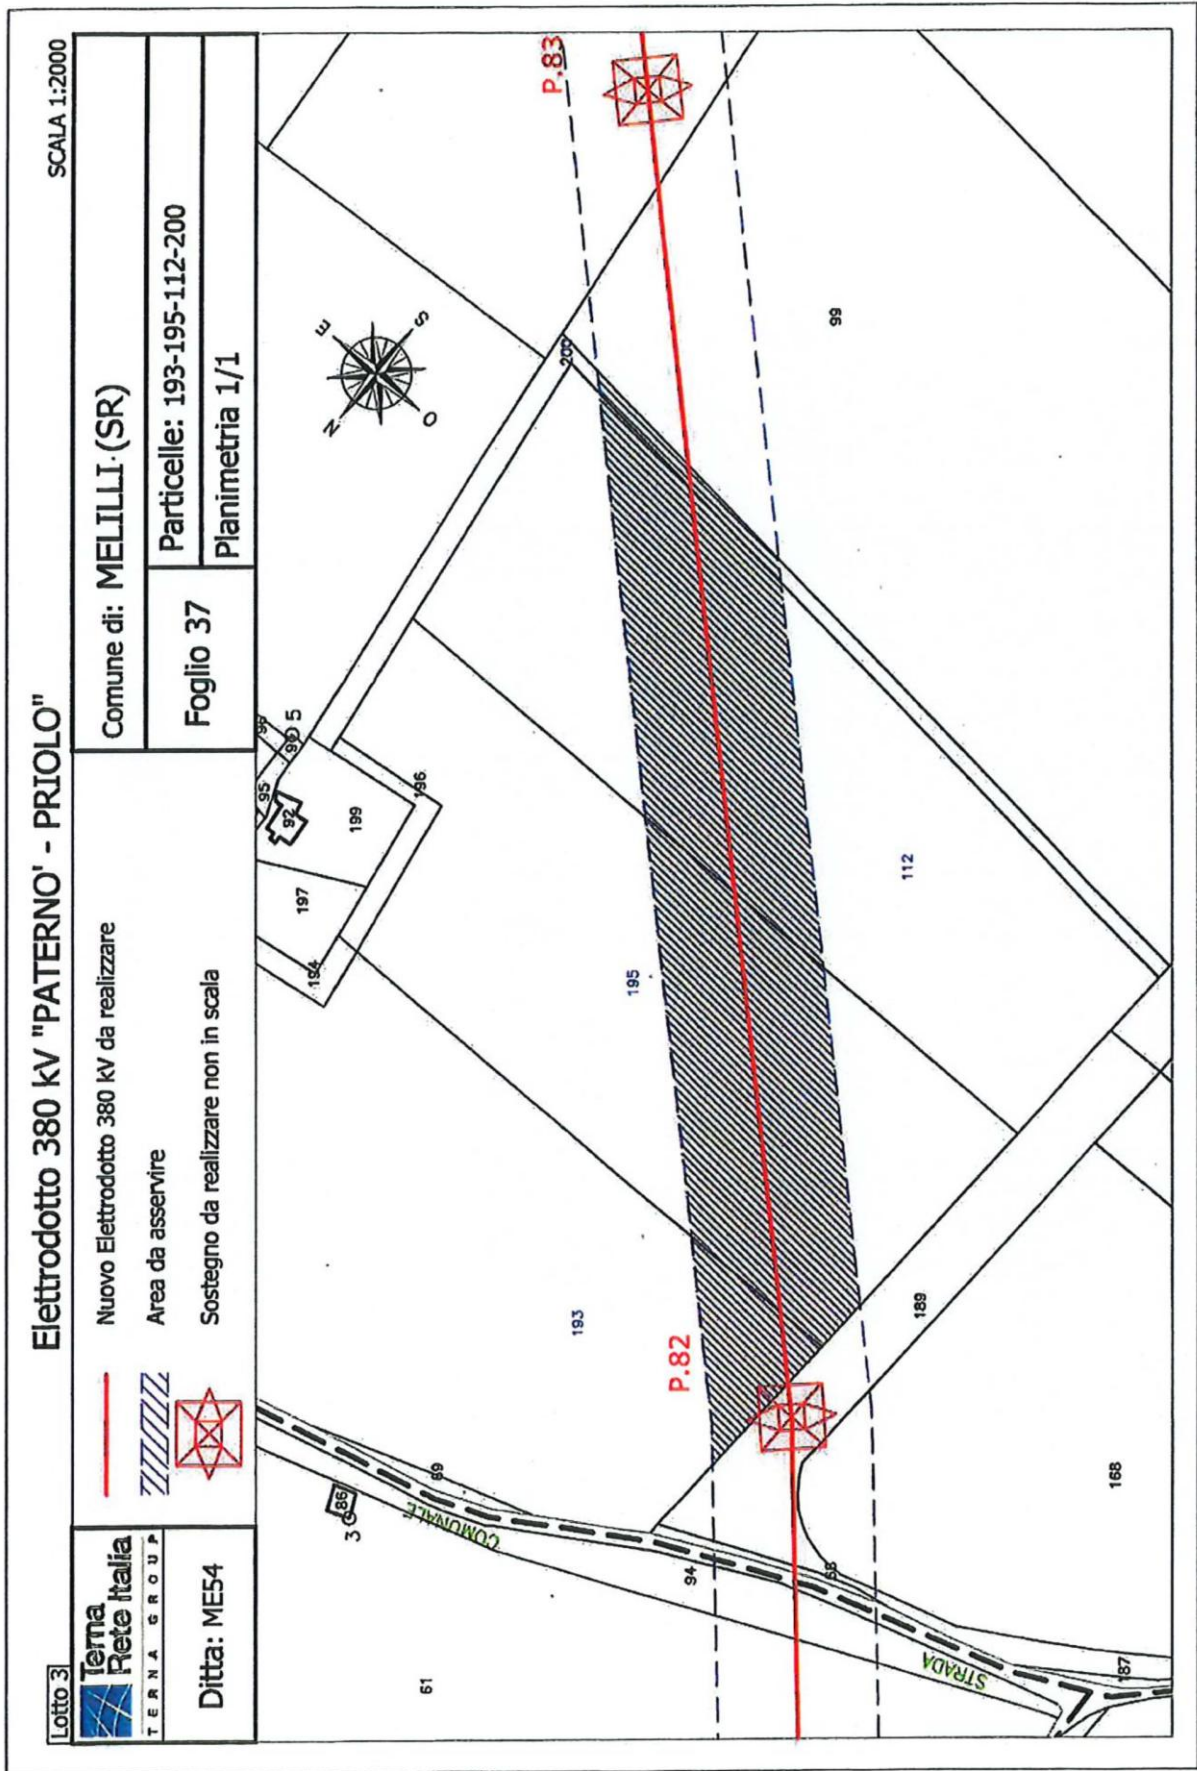 Lotto 3
Elettrodotto 380 kV "PATERNO' - PRIOLO"
SCALA 1:2000
Terna
Rete Italia
TERNA GROUP
Ditta: ME54
Nuovo Elettrodotto 380 kV da realizzare
Area da asservire
Sostegno da realizzare non in scala
Comune di: MELILLI (SR)
Foglio 37
Particelle: 193-195-112-200
Planimetria 1/1
61
3
86
69
COMUNALE
94
STRADA
187
168
189
P.82
193
194
197
199
196
92
95
5
195
112
200
N
E
S
O
99
P.83